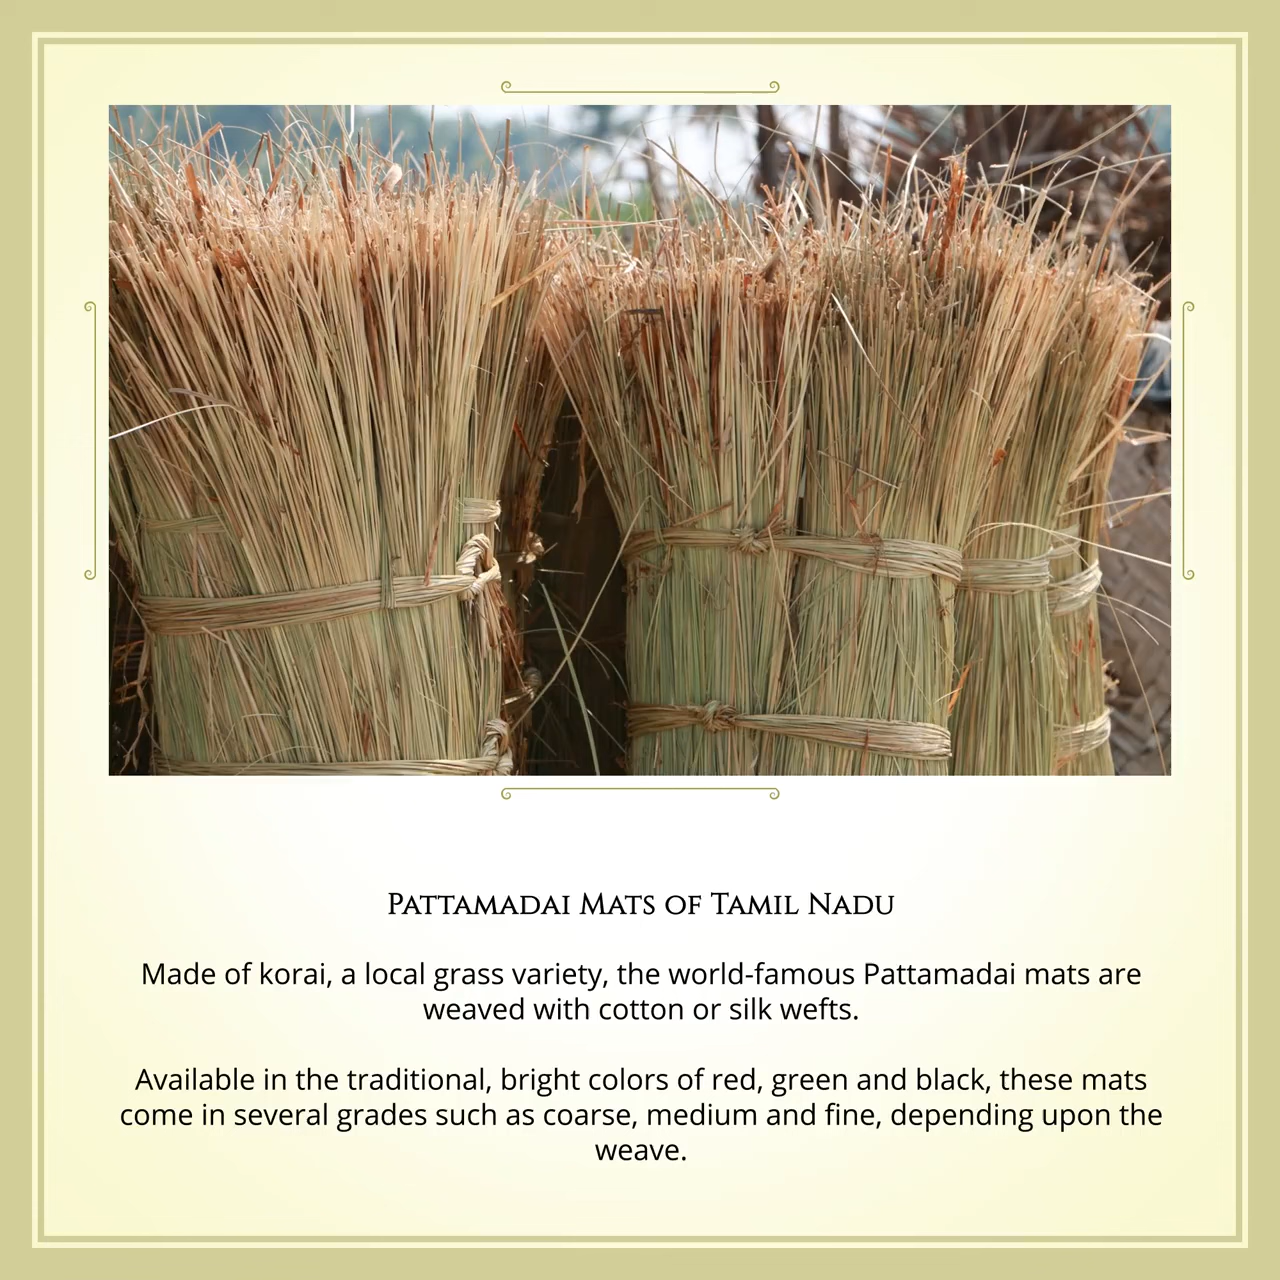 Pattamadai Mats of Tamil Nadu
Made of korai, a local grass variety, the world-famous Pattamadai mats are
weaved with cotton or silk wefts.
Available in the traditional, bright colors of red, green and black, these mats
come in several grades such as coarse, medium and fine, depending upon the
weave.